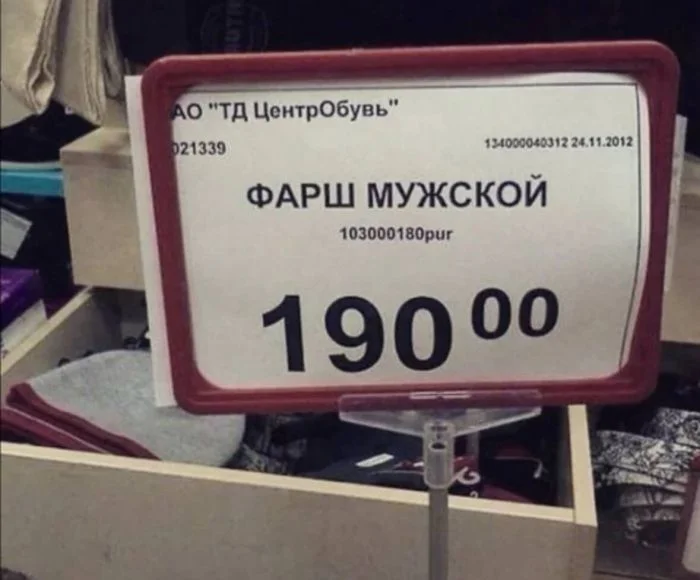 АО "ТД ЦентрОбувь"
021339
134000040312 24.11.2012
ФАРШ МУЖСКОЙ
103000180pur
190 00